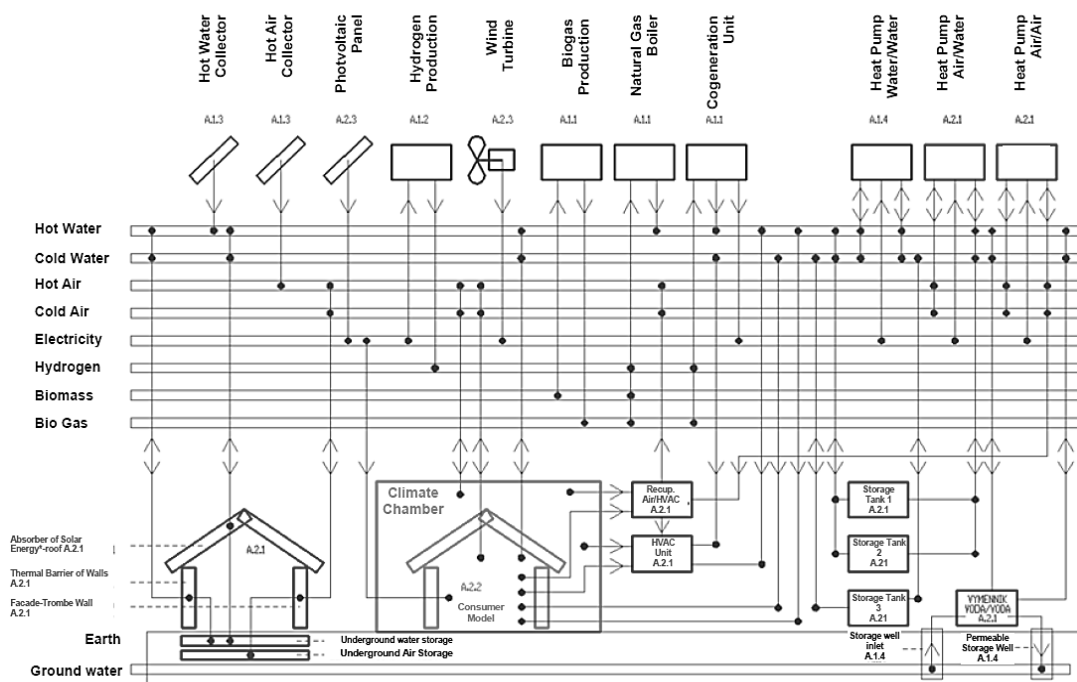 Hot Water
Collector
Hot Air
Collector
Photvoltaic
Panel
Hydrogen
Production
Wind
Turbine
Biogas
Production
Natural Gas
Boiler
Cogeneration
Unit
Heat Pump
Water/Water
Heat Pump
Air/Water
Heat Pump
Air/Air
A.1.3
A.1.3
A.2.3
A.1.2
A.2.3
A.1.1
A.1.1
A.1.1
A.1.4
A.2.1
A.2.1
Hot Water
Cold Water
Hot Air
Cold Air
Electricity
Hydrogen
Biomass
Bio Gas
Climate
Chamber
Recup.
Air/HVAC
A.2.1
HVAC
Unit
A.2.1
Storage
Tank 1
A.2.1
Storage Tank
2
A.21
Storage Tank
3
A.21
VYMENNIK
VODA/VODA
A.2.1
Absorber of Solar
Energy-roof A.2.1
A.2.1
Thermal Barrier of Walls
A.2.1
Facade-Trombe Wall
A.2.1
A.2.2
Consumer
Model
Earth
Underground water storage
Underground Air Storage
Storage well
inlet
A.1.4
Permeable
Storage Well
A.1.4
Ground water